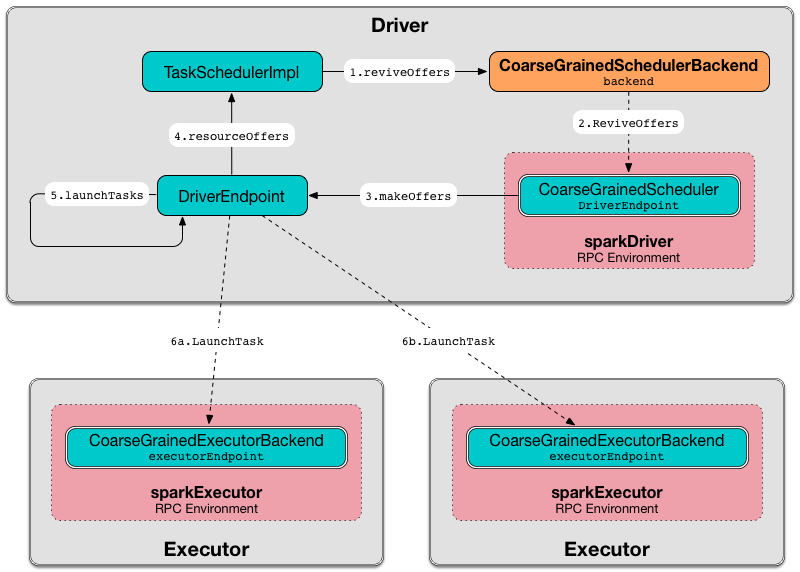 Driver
TaskSchedulerImpl
1.reviveOffers
CoarseGrainedSchedulerBackend
backend
2.ReviveOffers
4.resourceOffers
5.launchTasks
DriverEndpoint
3.makeOffers
CoarseGrainedScheduler
DriverEndpoint
sparkDriver
RPC Environment
6a.LaunchTask
6b.LaunchTask
CoarseGrainedExecutorBackend
executorEndpoint
sparkExecutor
RPC Environment
Executor
CoarseGrainedExecutorBackend
executorEndpoint
sparkExecutor
RPC Environment
Executor